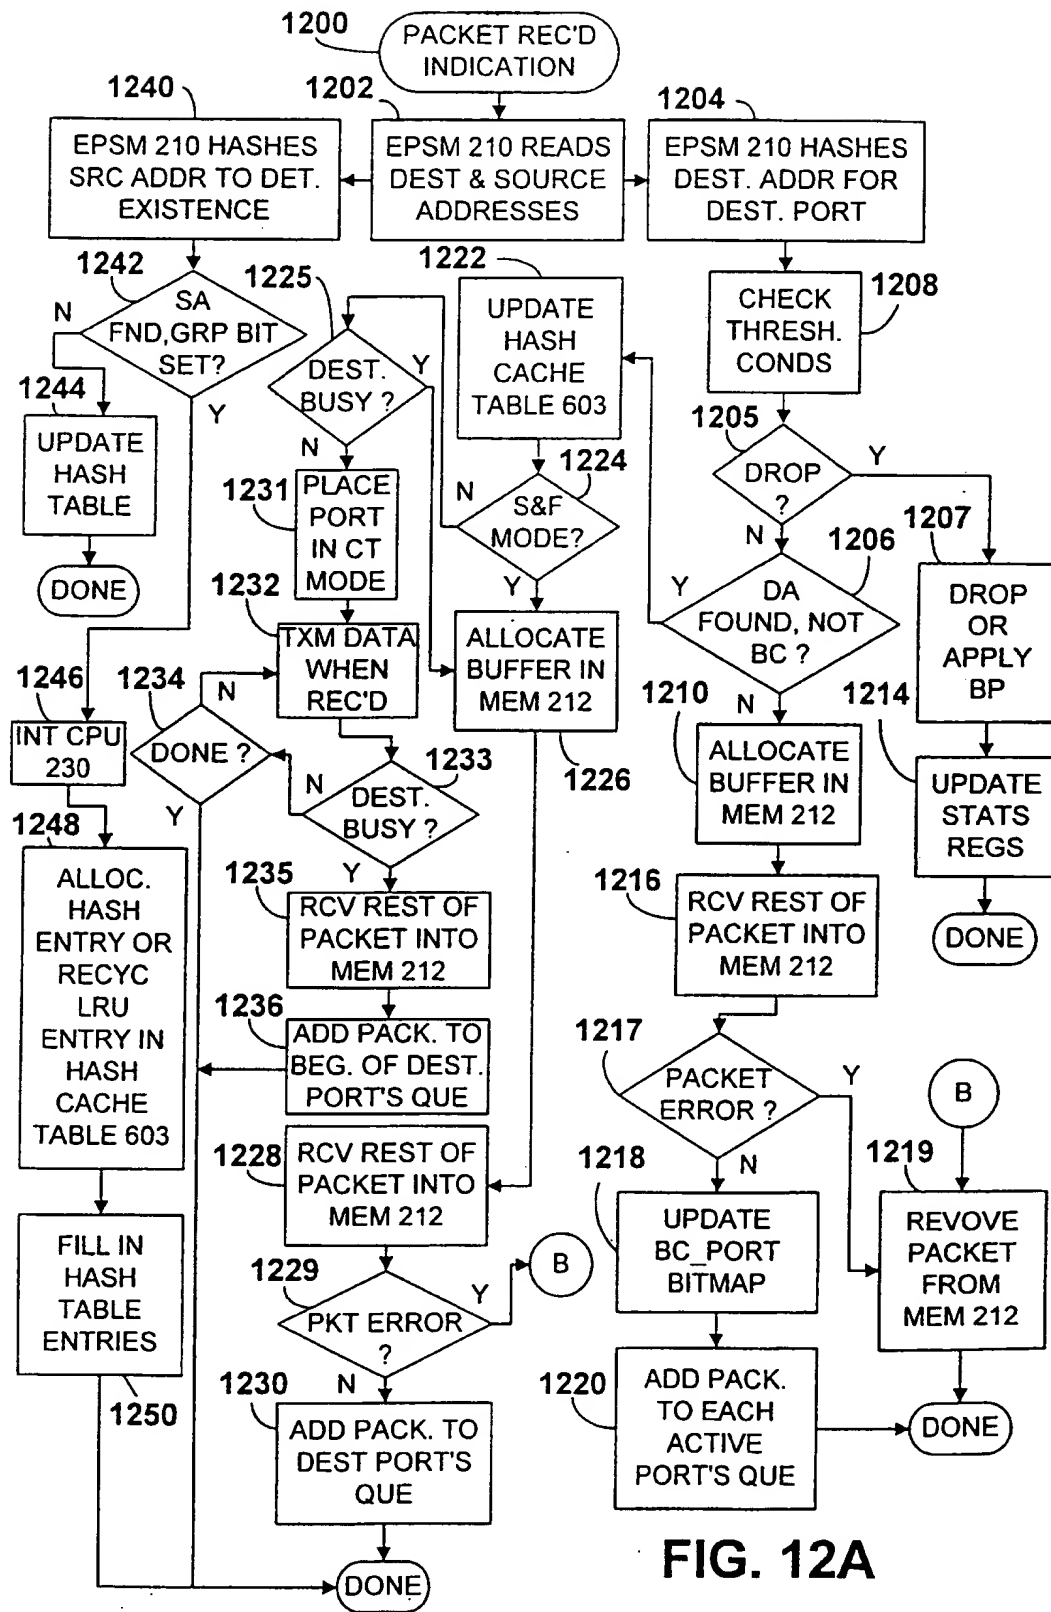 1200
PACKET REC'D
INDICATION
1240
1202
1204
EPSM 210 HASHES
SRC ADDR TO DET.
EXISTENCE
EPSM 210 READS
DEST & SOURCE
ADDRESSES
EPSM 210 HASHES
DEST. ADDR FOR
DEST. PORT
1242
SA
FND,GRP BIT
SET?
N
Y
1244
UPDATE
HASH
TABLE
DONE
1225
DEST.
BUSY ?
Y
N
1222
UPDATE
HASH
CACHE
TABLE 603
1208
CHECK
THRESH.
CONDS
1205
DROP
?
Y
N
1224
S&F
MODE?
N
Y
1231
PLACE
PORT
IN CT
MODE
1206
DA
FOUND, NOT
BC ?
Y
N
1207
DROP
OR
APPLY
BP
1232
TXM DATA
WHEN
REC'D
ALLOCATE
BUFFER IN
MEM 212
1226
1246
INT CPU
230
1234
DONE ?
N
Y
1233
DEST.
BUSY ?
N
Y
1210
ALLOCATE
BUFFER IN
MEM 212
1214
UPDATE
STATS
REGS
DONE
1248
ALLOC.
HASH
ENTRY OR
RECYC
LRU
ENTRY IN
HASH
CACHE
TABLE 603
1235
RCV REST OF
PACKET INTO
MEM 212
1216
RCV REST OF
PACKET INTO
MEM 212
1236
ADD PACK. TO
BEG. OF DEST.
PORT'S QUE
1217
PACKET
ERROR ?
Y
N
B
1228
RCV REST OF
PACKET INTO
MEM 212
1218
UPDATE
BC_PORT
BITMAP
1219
REVOVE
PACKET
FROM
MEM 212
FILL IN
HASH
TABLE
ENTRIES
1250
1229
PKT ERROR
?
Y
N
B
1230
ADD PACK. TO
DEST PORT'S
QUE
1220
ADD PACK.
TO EACH
ACTIVE
PORT'S QUE
DONE
DONE
FIG. 12A